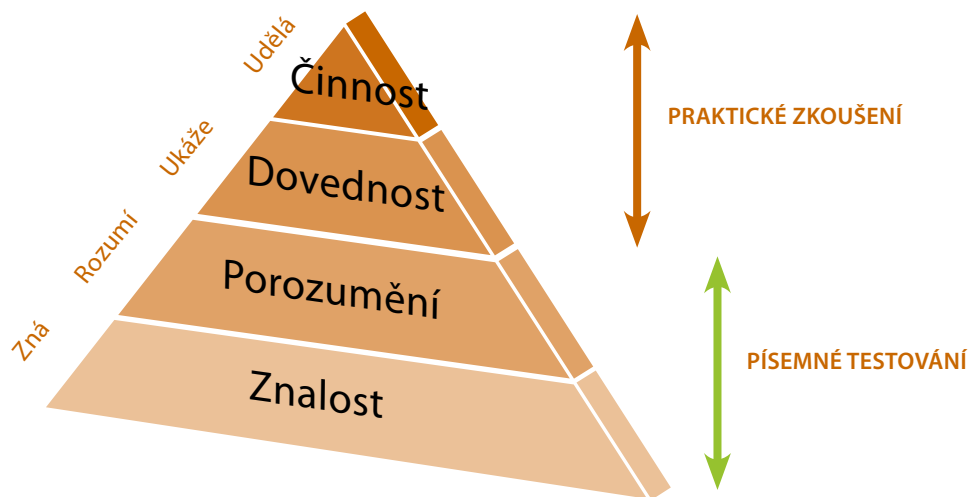 Udělá
Činnost
PRAKTICKÉ ZKOUŠENÍ
Ukáže
Dovednost
Rozumí
Porozumění
PÍSEMNÉ TESTOVÁNÍ
Zná
Znalost